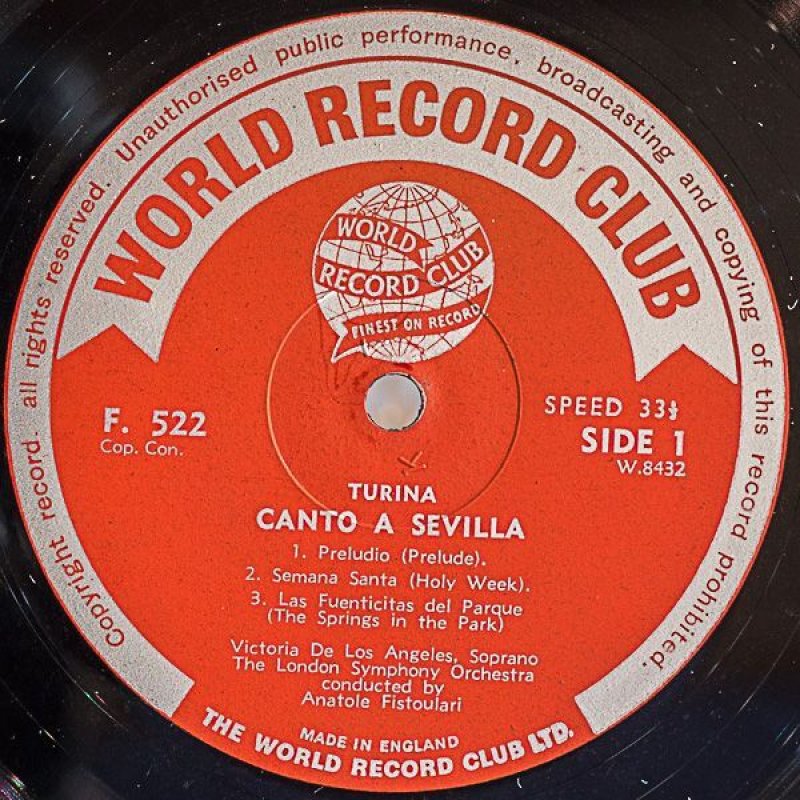 Copyright record. all rights reserved. Unauthorised public performance, broadcasting and copying of this record prohibited.
WORLD RECORD CLUB
WORLD
RECORD CLUB
FINEST ON RECORD
F. 522
Cop. Con.
SPEED 33⅓
SIDE 1
W.8432
TURINA
CANTO A SEVILLA
1. Preludio (Prelude).
2. Semana Santa (Holy Week).
3. Las Fuenticitas del Parque
(The Springs in the Park)
Victoria De Los Angeles, Soprano
The London Symphony Orchestra
conducted by
Anatole Fistoulari
MADE IN ENGLAND
THE WORLD RECORD CLUB LTD.